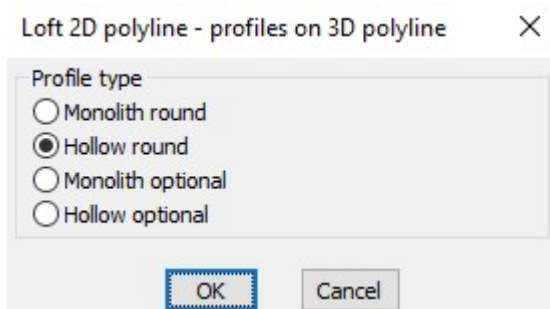 Loft 2D polyline - profiles on 3D polyline
Profile type
Monolith round
Hollow round
Monolith optional
Hollow optional
OK Cancel